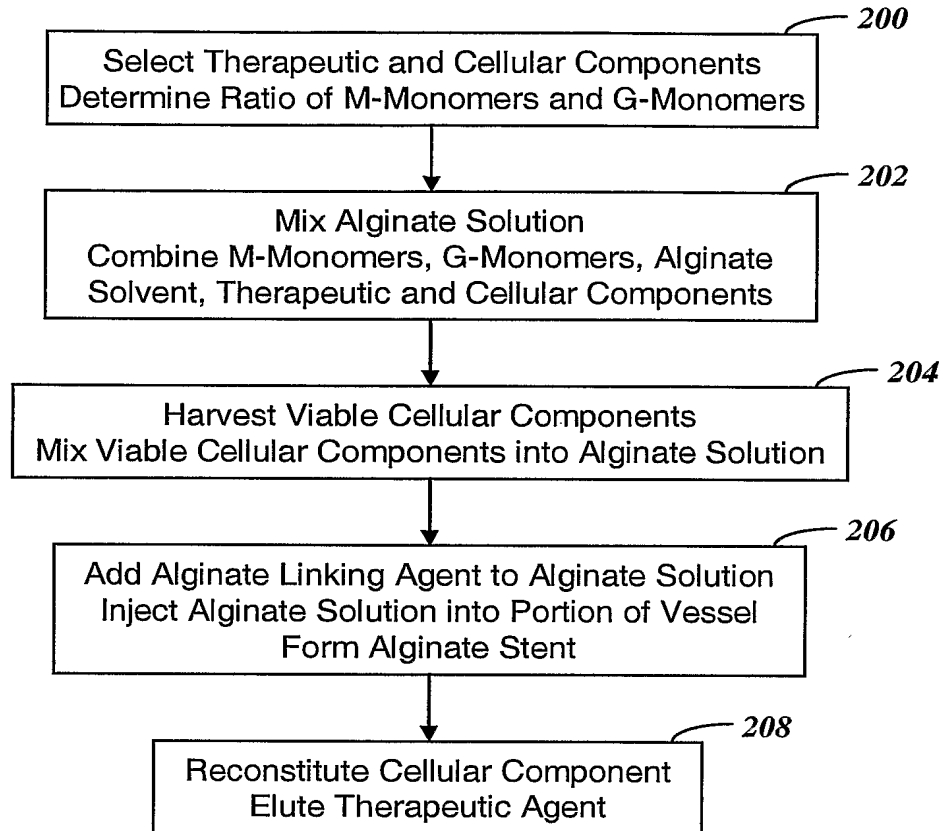 200
Select Therapeutic and Cellular Components
Determine Ratio of M-Monomers and G-Monomers
202
Mix Alginate Solution
Combine M-Monomers, G-Monomers, Alginate
Solvent, Therapeutic and Cellular Components
204
Harvest Viable Cellular Components
Mix Viable Cellular Components into Alginate Solution
206
Add Alginate Linking Agent to Alginate Solution
Inject Alginate Solution into Portion of Vessel
Form Alginate Stent
208
Reconstitute Cellular Component
Elute Therapeutic Agent